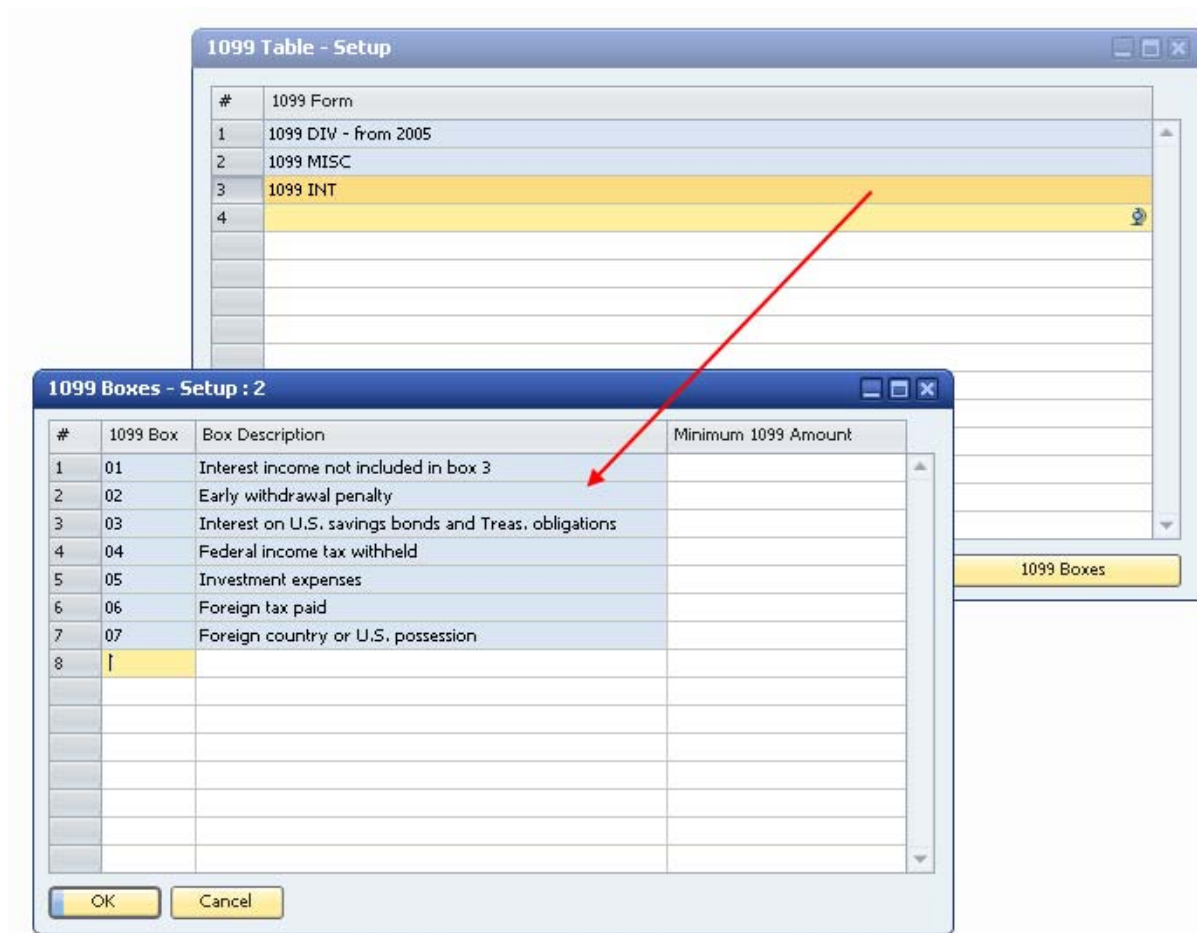 1099 Table - Setup
# 1099 Form
1 1099 DIV - from 2005
2 1099 MISC
3 1099 INT
4
1099 Boxes - Setup : 2
# 1099 Box Box Description Minimum 1099 Amount
1 01 Interest income not included in box 3
2 02 Early withdrawal penalty
3 03 Interest on U.S. savings bonds and Treas. obligations
4 04 Federal income tax withheld
5 05 Investment expenses
6 06 Foreign tax paid
7 07 Foreign country or U.S. possession
8
1099 Boxes
OK Cancel